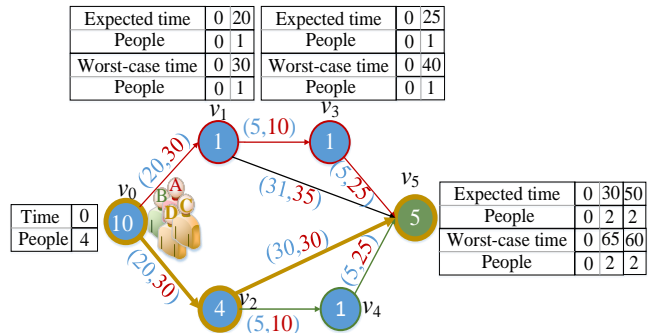 Expected time 0 20
People 0 1
Worst-case time 0 30
People 0 1
Expected time 0 25
People 0 1
Worst-case time 0 40
People 0 1
v1
v3
1
(5,10)
1
(20,30)
v0
(5,25)
v5
B A
D C
(31,35)
Time 0
People 4
10
5
Expected time 0 30 50
People 0 2 2
Worst-case time 0 65 60
People 0 2 2
(30,30)
(20,30)
(5,25)
4
v2
1
v4
(5,10)